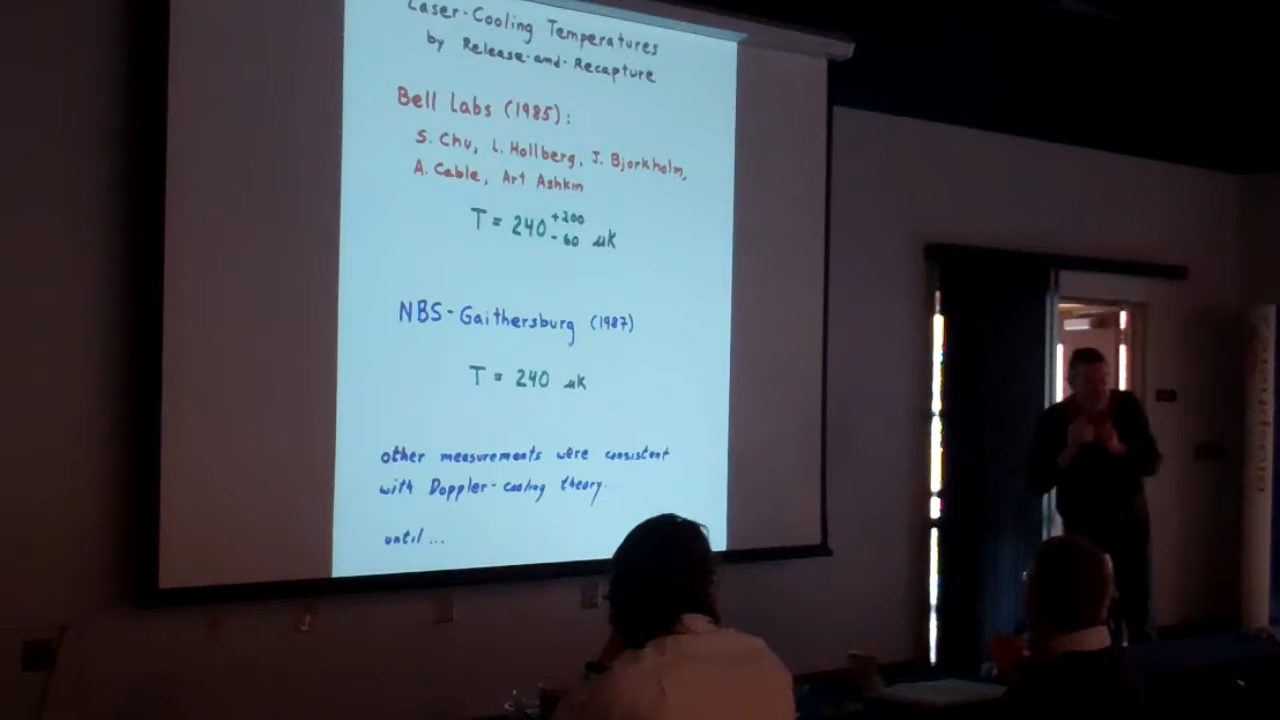 Laser-Cooling Temperatures
by Release-and-Recapture
Bell Labs (1985):
S. Chu, L. Hollberg, J. Bjorkholm,
A. Cable, Art Ashkin
T = 240 +200 -60 μK
NBS-Gaithersburg (1987)
T = 240 μK
other measurements were consistent
with Doppler-cooling theory.
until ...